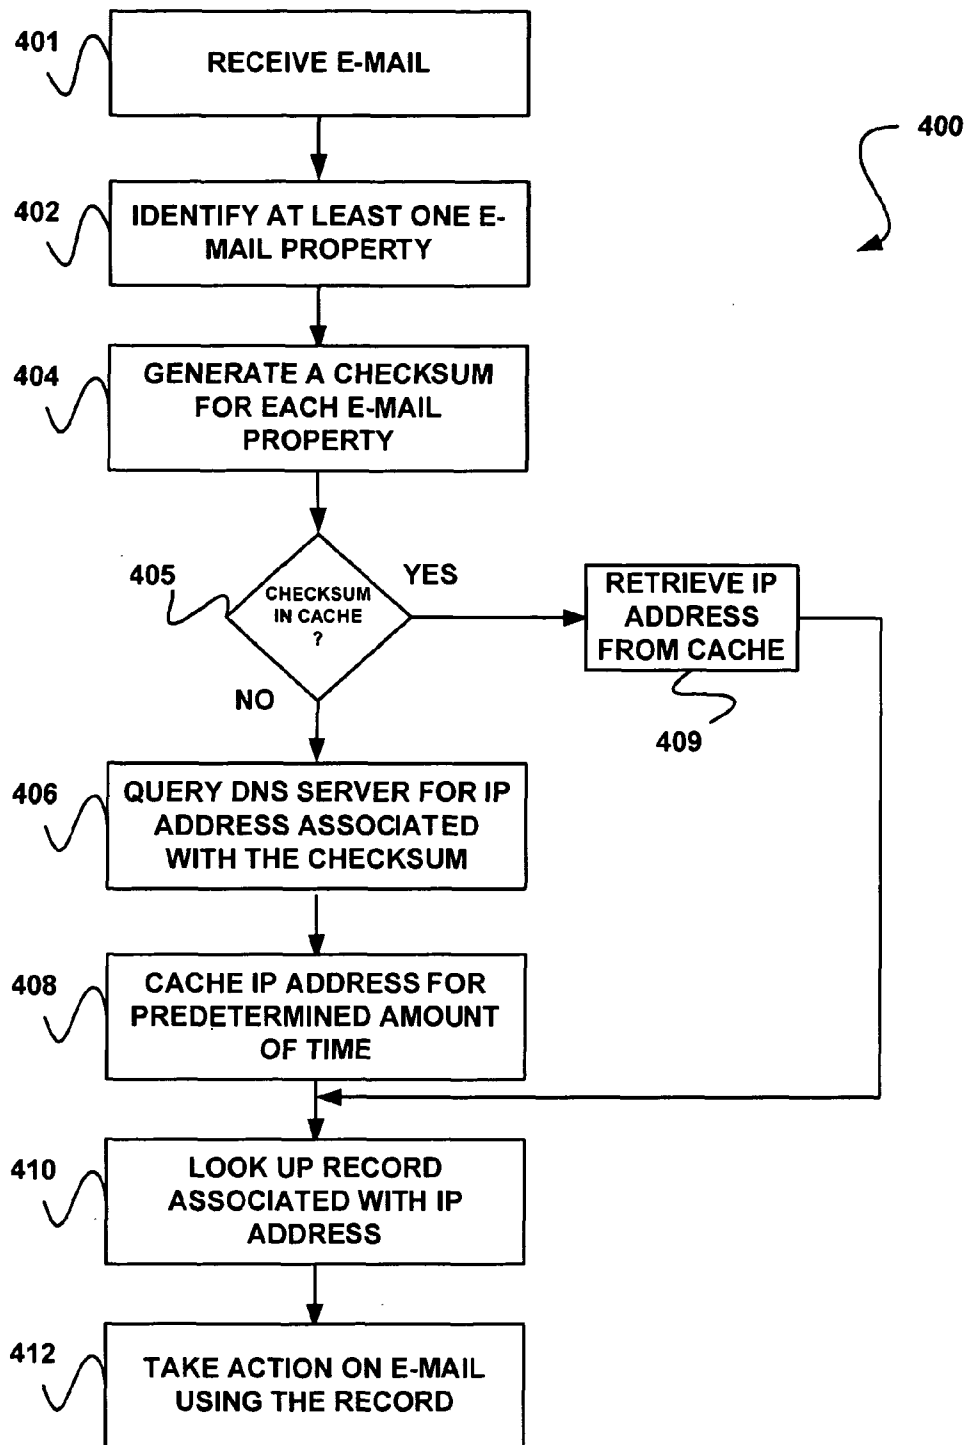 401
RECEIVE E-MAIL
400
402
IDENTIFY AT LEAST ONE E-
MAIL PROPERTY
404
GENERATE A CHECKSUM
FOR EACH E-MAIL
PROPERTY
405
CHECKSUM
IN CACHE
?
YES
NO
RETRIEVE IP
ADDRESS
FROM CACHE
409
406
QUERY DNS SERVER FOR IP
ADDRESS ASSOCIATED
WITH THE CHECKSUM
408
CACHE IP ADDRESS FOR
PREDETERMINED AMOUNT
OF TIME
410
LOOK UP RECORD
ASSOCIATED WITH IP
ADDRESS
412
TAKE ACTION ON E-MAIL
USING THE RECORD